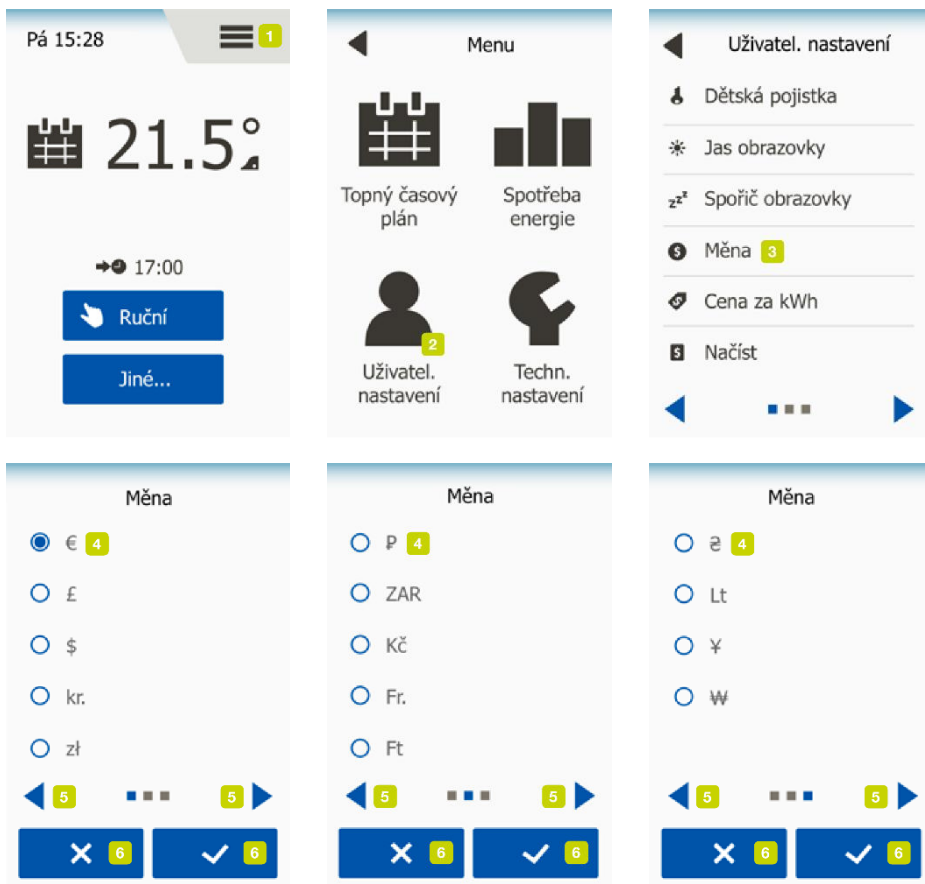 Pá 15:28
1
21.5°
17:00
Ruční
Jiné...
Menu
Topný časový
plán
Spotřeba
energie
2
Uživatel.
nastavení
Techn.
nastavení
Uživatel. nastavení
Dětská pojistka
Jas obrazovky
zzz Spořič obrazovky
Měna 3
Cena za kWh
Načíst
Měna
€ 4
£
$
kr.
zł
5 5
6 6
Měna
₽ 4
ZAR
Kč
Fr.
Ft
5 5
6 6
Měna
₴ 4
Lt
¥
₩
5 5
6 6